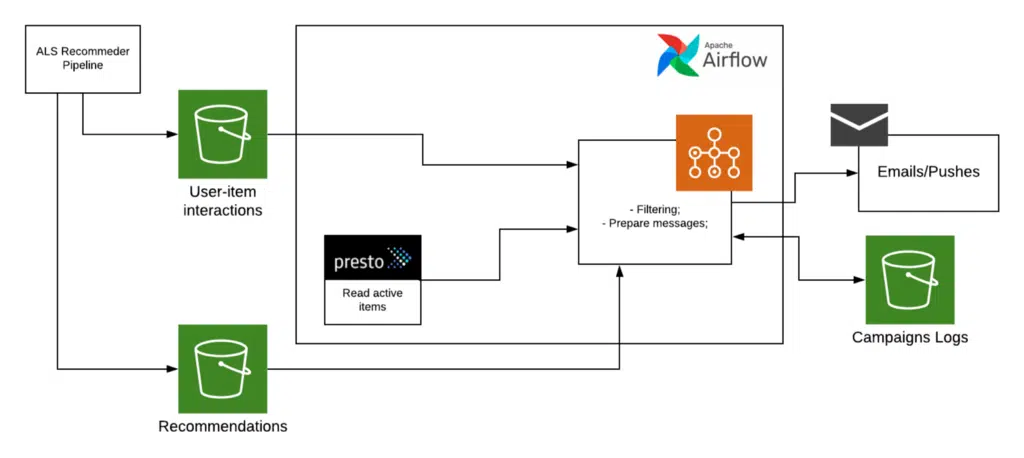 ALS Recommeder
Pipeline
Apache
Airflow
User-item
interactions
- Filtering;
- Prepare messages;
Emails/Pushes
presto
Read active
items
Campaigns Logs
Recommendations